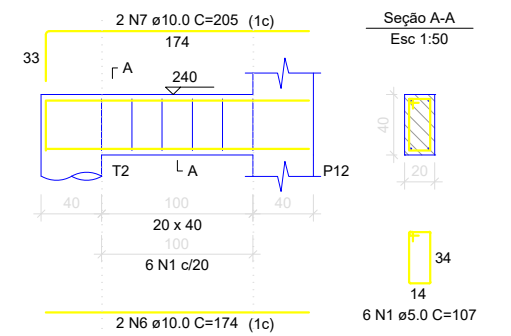 2 N7 ø10.0 C=205 (1c)
174
33
A
240
A
T2
P12
40
100
40
20 x 40
100
6 N1 c/20
2 N6 ø10.0 C=174 (1c)
Seção A-A
Esc 1:50
40
20
34
14
6 N1 ø5.0 C=107